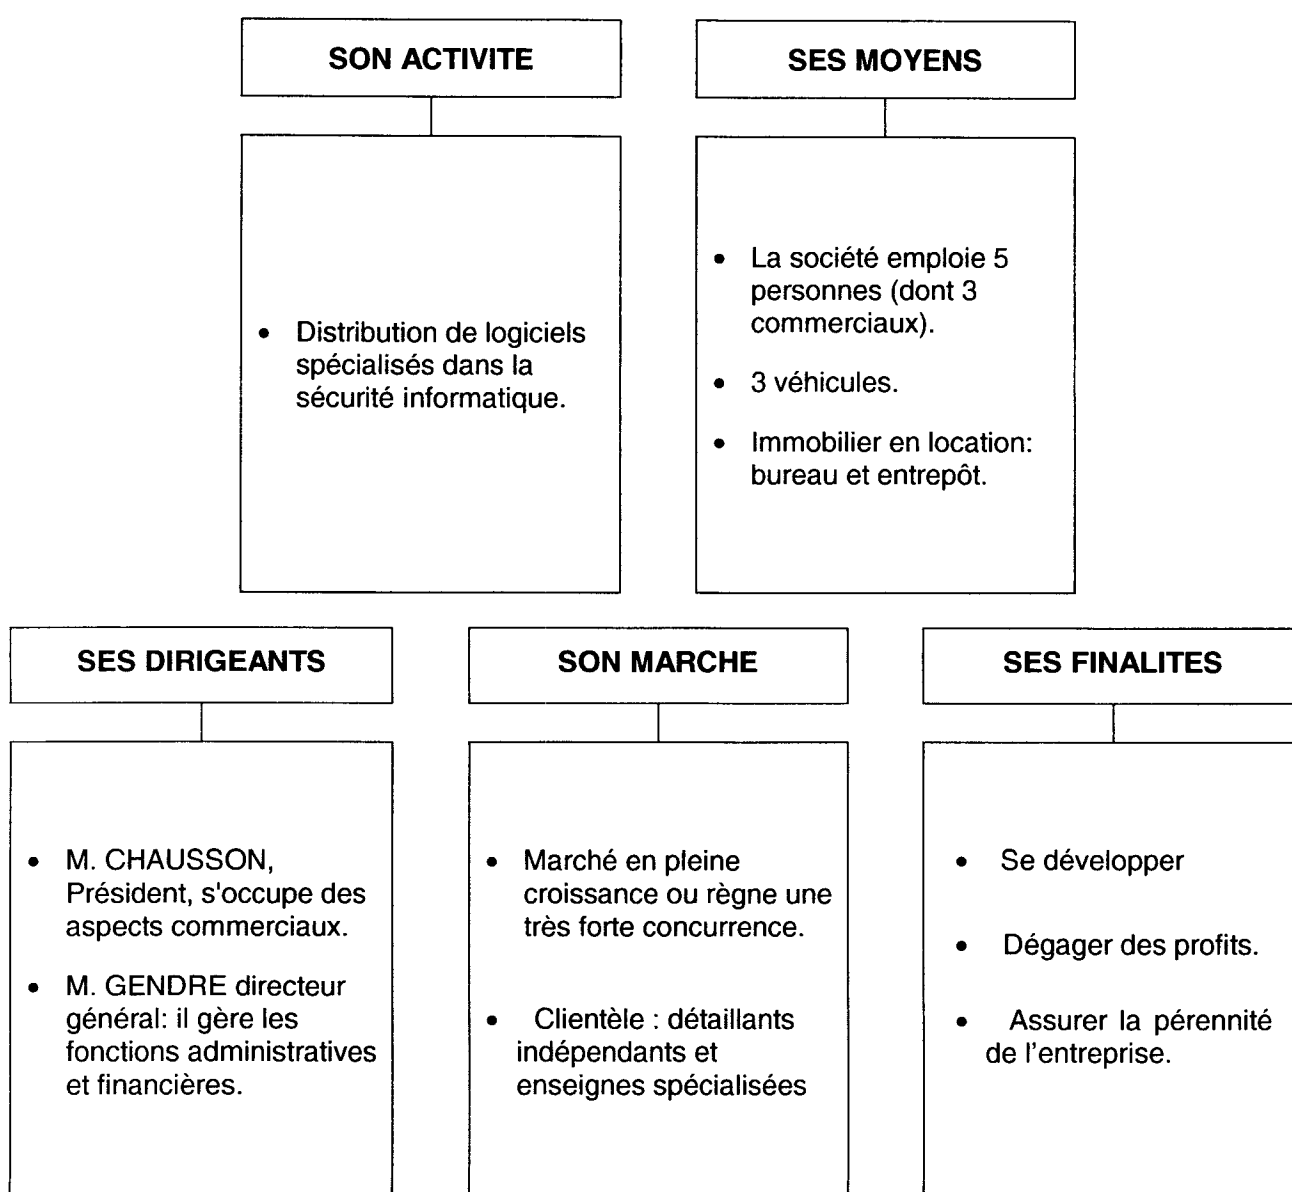 SON ACTIVITE
• Distribution de logiciels
spécialisés dans la
sécurité informatique.
SES MOYENS
• La société emploie 5
personnes (dont 3
commerciaux).
• 3 véhicules.
• Immobilier en location:
bureau et entrepôt.
SES DIRIGEANTS
• M. CHAUSSON,
Président, s'occupe des
aspects commerciaux.
• M. GENDRE directeur
général: il gère les
fonctions administratives
et financières.
SON MARCHE
• Marché en pleine
croissance ou règne une
très forte concurrence.
• Clientèle : détaillants
indépendants et
enseignes spécialisées
SES FINALITES
• Se développer
• Dégager des profits.
• Assurer la pérennité
de l'entreprise.